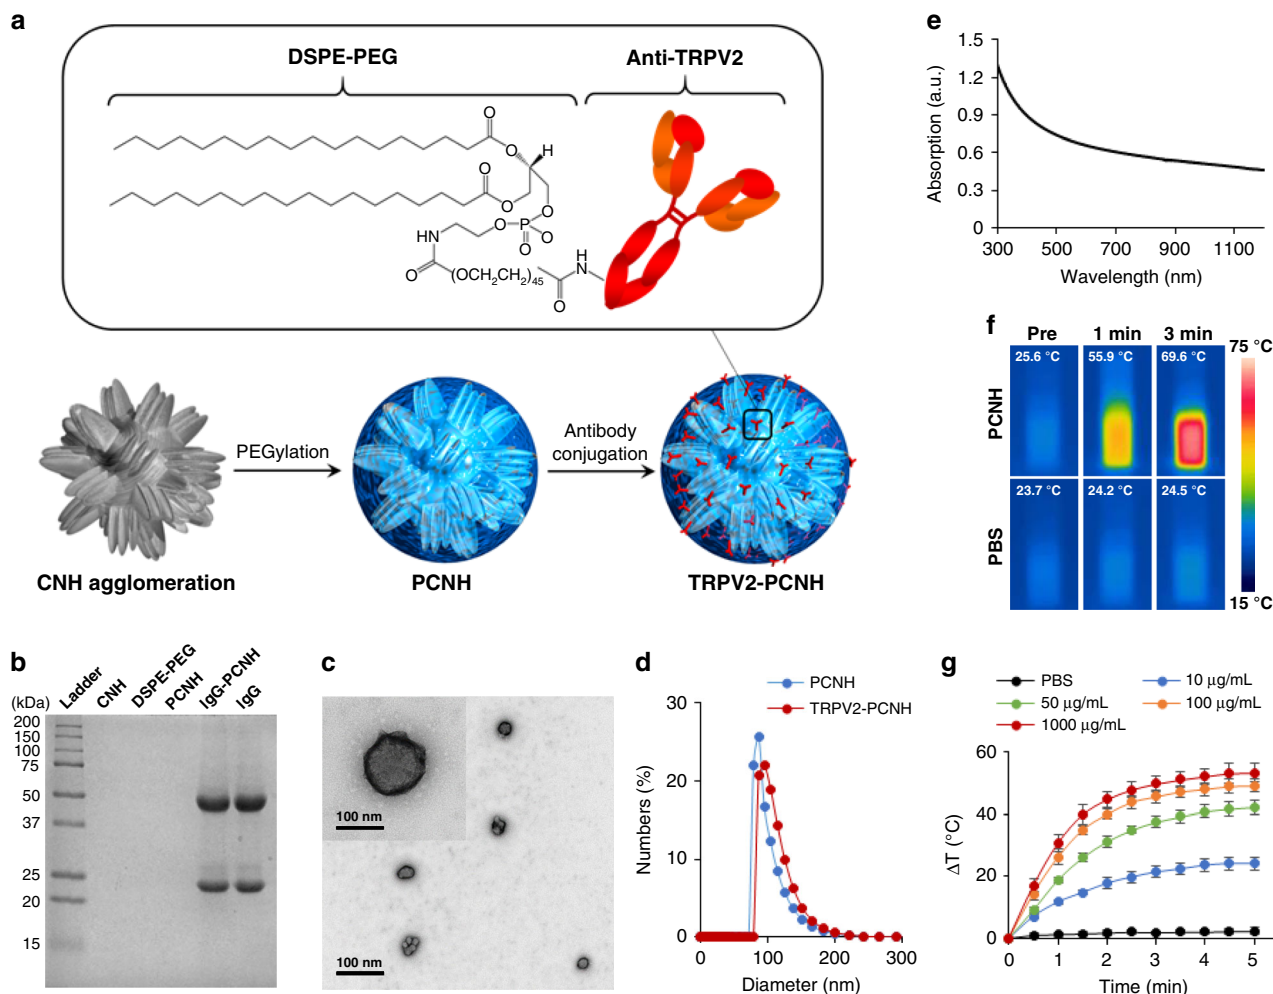 a
DSPE-PEG
Anti-TRPV2
O
O
H
O
O
O
O
P
O
O
HN
O
(OCH2CH2)45
H
N
O
CNH agglomeration
PEGylation
PCNH
Antibody
conjugation
TRPV2-PCNH
b
(kDa)
Ladder
CNH
DSPE-PEG
PCNH
IgG-PCNH
IgG
200
150
100
75
50
37
25
20
15
c
100 nm
100 nm
d
PCNH
TRPV2-PCNH
Numbers (%)
30
20
10
0
0
100
200
300
Diameter (nm)
e
Absorption (a.u.)
1.5
1.2
0.9
0.6
0.3
0
300
500
700
900
1100
Wavelength (nm)
f
Pre
1 min
3 min
75 °C
PCNH
25.6 °C
55.9 °C
69.6 °C
PBS
23.7 °C
24.2 °C
24.5 °C
15 °C
g
PBS
10 μg/mL
50 μg/mL
100 μg/mL
1000 μg/mL
ΔT (°C)
60
40
20
0
0
1
2
3
4
5
Time (min)